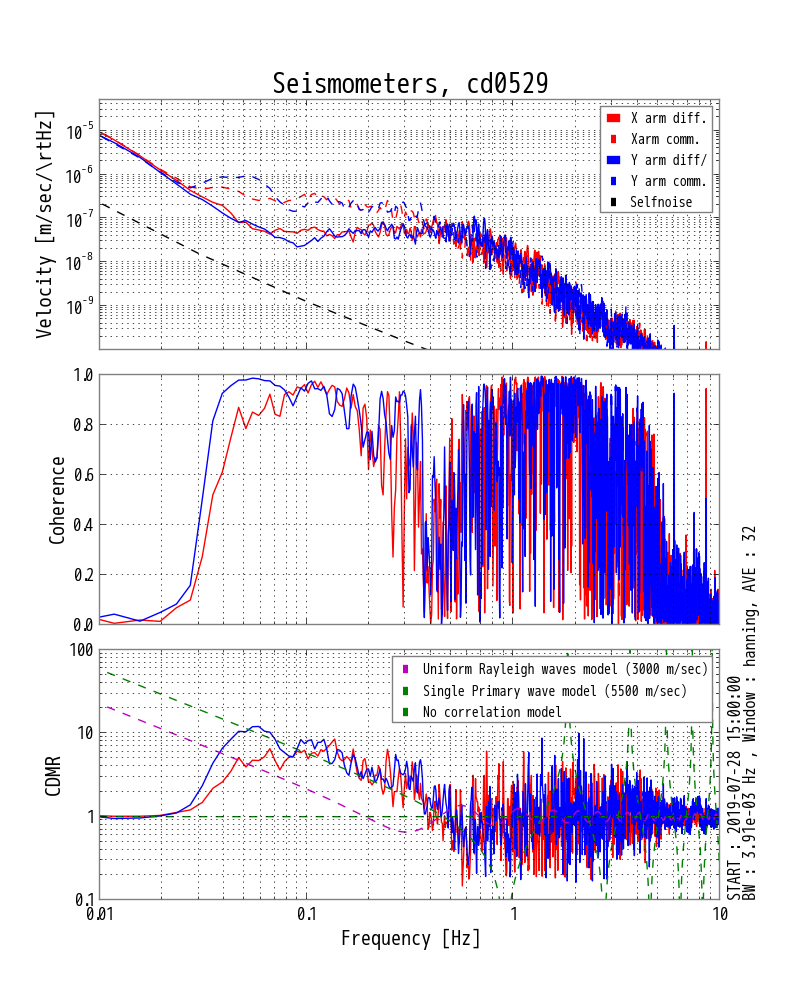 Seismometers, cd0529
Velocity [m/sec/\rtHz]
10^-5
10^-6
10^-7
10^-8
10^-9
X arm diff.
Xarm comm.
Y arm diff/
Y arm comm.
Selfnoise
Coherence
1.0
0.8
0.6
0.4
0.2
0.0
CDMR
100
10
1
0.1
Uniform Rayleigh waves model (3000 m/sec)
Single Primary wave model (5500 m/sec)
No correlation model
0.01
0.1
1
10
Frequency [Hz]
START : 2019-07-28 15:00:00
BW : 3.91e-03 Hz , Window : hanning, AVE : 32